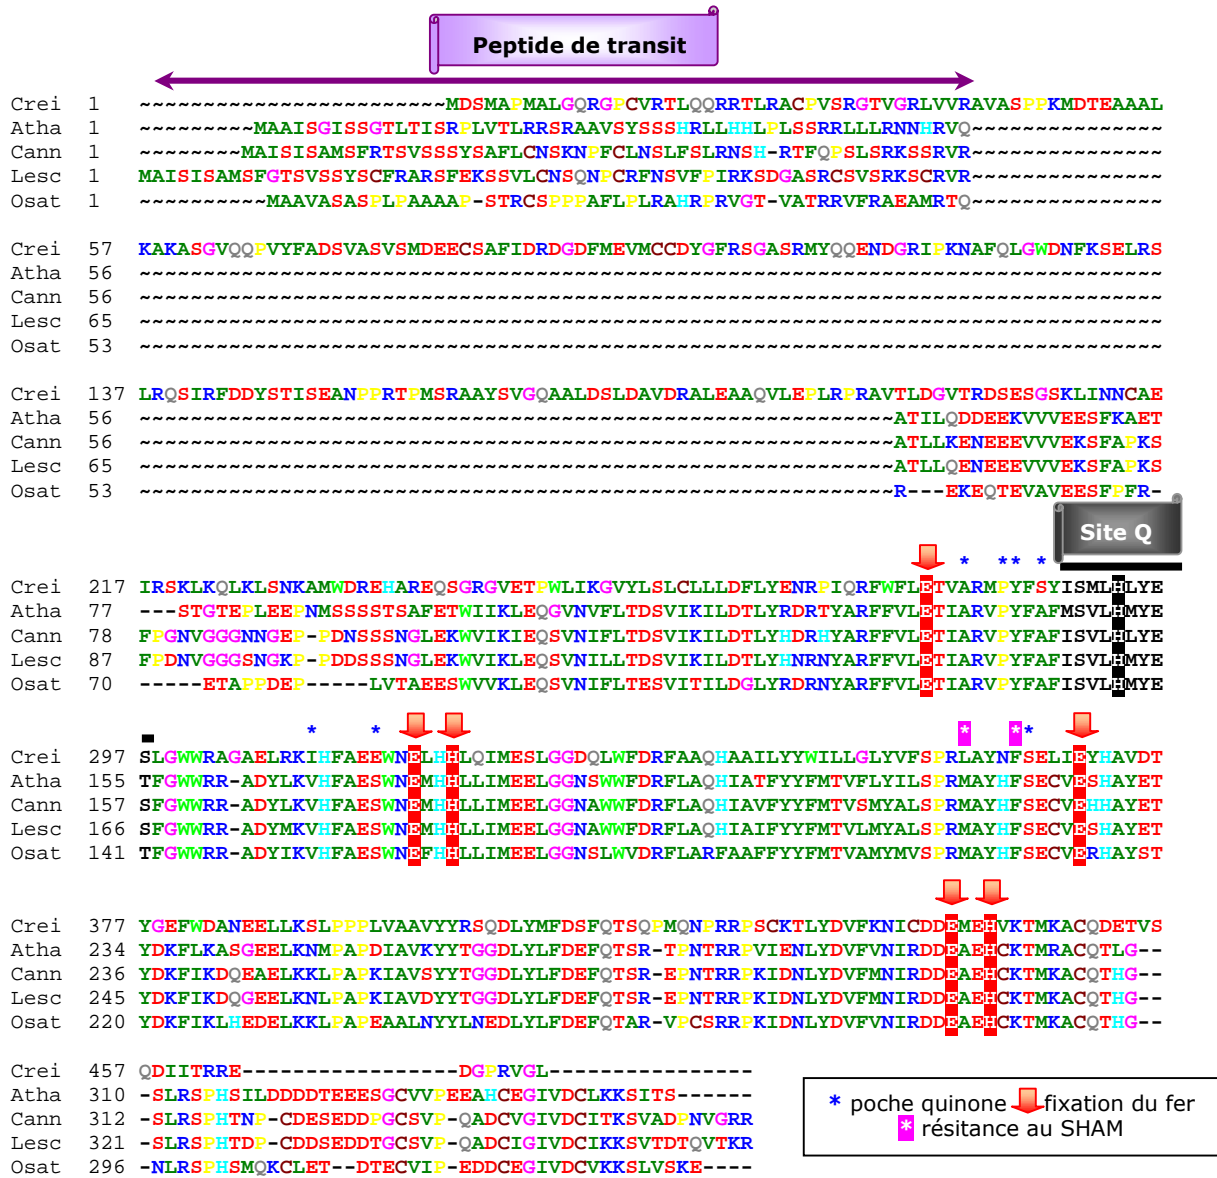 Peptide de transit
Crei 1 ~~~~~~~~~~~~~~~~~~~~~~~~MDSMAPMALGQRGPCVRTLQQRRTLRACPVSRGTVGRLVVRAVASPPKMDTEAAAL
Atha 1 ~~~~~~~~~MAAISGISSGTLTISRPLVTLRRSRAAVSYSSSHRLLHHLPLSSRRLLLRNNHRVQ~~~~~~~~~~~~~~~
Cann 1 ~~~~~~~~MAISISAMSFRTSVSSSYSAFLCNSKNPFCLNSLFSLRNSH-RTFQPSLSRKSSRVR~~~~~~~~~~~~~~~
Lesc 1 MAISISAMSFGTSVSSYSCFRARSFEKSSVLCNSQNPCRFNSVFPIRKSDGASRCSVSRKSCRVR~~~~~~~~~~~~~~~
Osat 1 ~~~~~~~~~~MAAVASASPLPAAAAP-STRCSPPPAFLPLRAHRPRVGT-VATRRVFRAEAMRTQ~~~~~~~~~~~~~~~
Crei 57 KAKASGVQQPVYFADSVASVSMDEECSAFIDRDGDFMEVMCCDYGFRSGASRMYQQENDGRIPKNAFQLGWDNFKSELRS
Atha 56 ~~~~~~~~~~~~~~~~~~~~~~~~~~~~~~~~~~~~~~~~~~~~~~~~~~~~~~~~~~~~~~~~~~~~~~~~~~~~~~~~
Cann 56 ~~~~~~~~~~~~~~~~~~~~~~~~~~~~~~~~~~~~~~~~~~~~~~~~~~~~~~~~~~~~~~~~~~~~~~~~~~~~~~~~
Lesc 65 ~~~~~~~~~~~~~~~~~~~~~~~~~~~~~~~~~~~~~~~~~~~~~~~~~~~~~~~~~~~~~~~~~~~~~~~~~~~~~~~~
Osat 53 ~~~~~~~~~~~~~~~~~~~~~~~~~~~~~~~~~~~~~~~~~~~~~~~~~~~~~~~~~~~~~~~~~~~~~~~~~~~~~~~~
Crei 137 LRQSIRFDDYSTISEANPPRTPMSRAAYSVGQAALDSLDAVDRALEAAQVLEPLRPRAVTLDGVTRDSESGSKLINNCAE
Atha 56 ~~~~~~~~~~~~~~~~~~~~~~~~~~~~~~~~~~~~~~~~~~~~~~~~~~~~~~~~~~~ATILQDDEEKVVVEESFKAET
Cann 56 ~~~~~~~~~~~~~~~~~~~~~~~~~~~~~~~~~~~~~~~~~~~~~~~~~~~~~~~~~~~ATLLKENEEEVVVEKSFAPKS
Lesc 65 ~~~~~~~~~~~~~~~~~~~~~~~~~~~~~~~~~~~~~~~~~~~~~~~~~~~~~~~~~~~ATLLQENEEEVVVEKSFAPKS
Osat 53 ~~~~~~~~~~~~~~~~~~~~~~~~~~~~~~~~~~~~~~~~~~~~~~~~~~~~~~~~~~~R---EKEQTEVAVEESFPFR-
Site Q
* ** *
Crei 217 IRSKLKQLKLSNKAMWDREHAREQSGRGVETPWLIKGVYLSLCLLLDFLYENRPIQRFWFLETVARMPYFSYISMLHLYE
Atha 77 ---STGTEPLEEPNMSSSSTSAFETWIIKLEQGVNVFLTDSVIKILDTLYRDRTYARFFVLETIARVPYFAFMSVLHMYE
Cann 78 FPGNVGGGNNGEP-PDNSSSNGLEKWVIKIEQSVNIFLTDSVIKILDTLYHDRHYARFFVLETIARVPYFAFISVLHLYE
Lesc 87 FPDNVGGGSNGKP-PDDSSSNGLEKWVIKLEQSVNILLTDSVIKILDTLYHNRNYARFFVLETIARVPYFAFISVLHMYE
Osat 70 -----ETAPPDEP-----LVTAEESWVVKLEQSVNIFLTESVITILDGLYRDRNYARFFVLETIARVPYFAFISVLHMYE
* * * **
Crei 297 SLGWWRAGAELRKIHFAEEWNELHHLQIMESLGGDQLWFDRFAAQHAAILYYWILLGLYVFSPRLAYNFSELIEYHAVDT
Atha 155 TFGWWRR-ADYLKVHFAESWNEMHHLLIMEELGGNSWWFDRFLAQHIATFYYFMTVFLYILSPRMAYHFSECVESHAYET
Cann 157 SFGWWRR-ADYLKVHFAESWNEMHHLLIMEELGGNAWWFDRFLAQHIAVFYYFMTVSMYALSPRMAYHFSECVEHHAYET
Lesc 166 SFGWWRR-ADYMKVHFAESWNEMHHLLIMEELGGNAWWFDRFLAQHIAIFYYFMTVLMYALSPRMAYHFSECVESHAYET
Osat 141 TFGWWRR-ADYIKVHFAESWNEFHHLLIMEELGGNSLWVDRFLARFAAFFYYFMTVAMYMVSPRMAYHFSECVERHAYST
Crei 377 YGEFWDANEELLKSLPPPLVAAVYYRSQDLYMFDSFQTSQPMQNPRRPSCKTLYDVFKNICDDEMEHVKTMKACQDETVS
Atha 234 YDKFLKASGEELKNMPAPDIAVKYYTGGDLYLFDEFQTSR-TPNTRRPVIENLYDVFVNIRDDEAEHCKTMRACQTLG--
Cann 236 YDKFIKDQEAELKKLPAPKIAVSYYTGGDLYLFDEFQTSR-EPNTRRPKIDNLYDVFMNIRDDEAEHCKTMKACQTHG--
Lesc 245 YDKFIKDQGEELKNLPAPKIAVDYYTGGDLYLFDEFQTSR-EPNTRRPKIDNLYDVFMNIRDDEAEHCKTMKACQTHG--
Osat 220 YDKFIKLHEDELKKLPAPEAALNYYLNEDLYLFDEFQTAR-VPCSRRPKIDNLYDVFVNIRDDEAEHCKTMKACQTHG--
Crei 457 QDIITRRE-----------------DGPRVGL----------------
Atha 310 -SLRSPHSILDDDDTEEESGCVVPEEAHCEGIVDCLKKSITS------
Cann 312 -SLRSPHTNP-CDESEDDPGCSVP-QADCVGIVDCITKSVADPNVGRR
Lesc 321 -SLRSPHTDP-CDDSEDDTGCSVP-QADCIGIVDCIKKSVTDTQVTKR
Osat 296 -NLRSPHSMQKCLET--DTECVIP-EDDCEGIVDCVKKSLVSKE----
* poche quinone fixation du fer
* résitance au SHAM